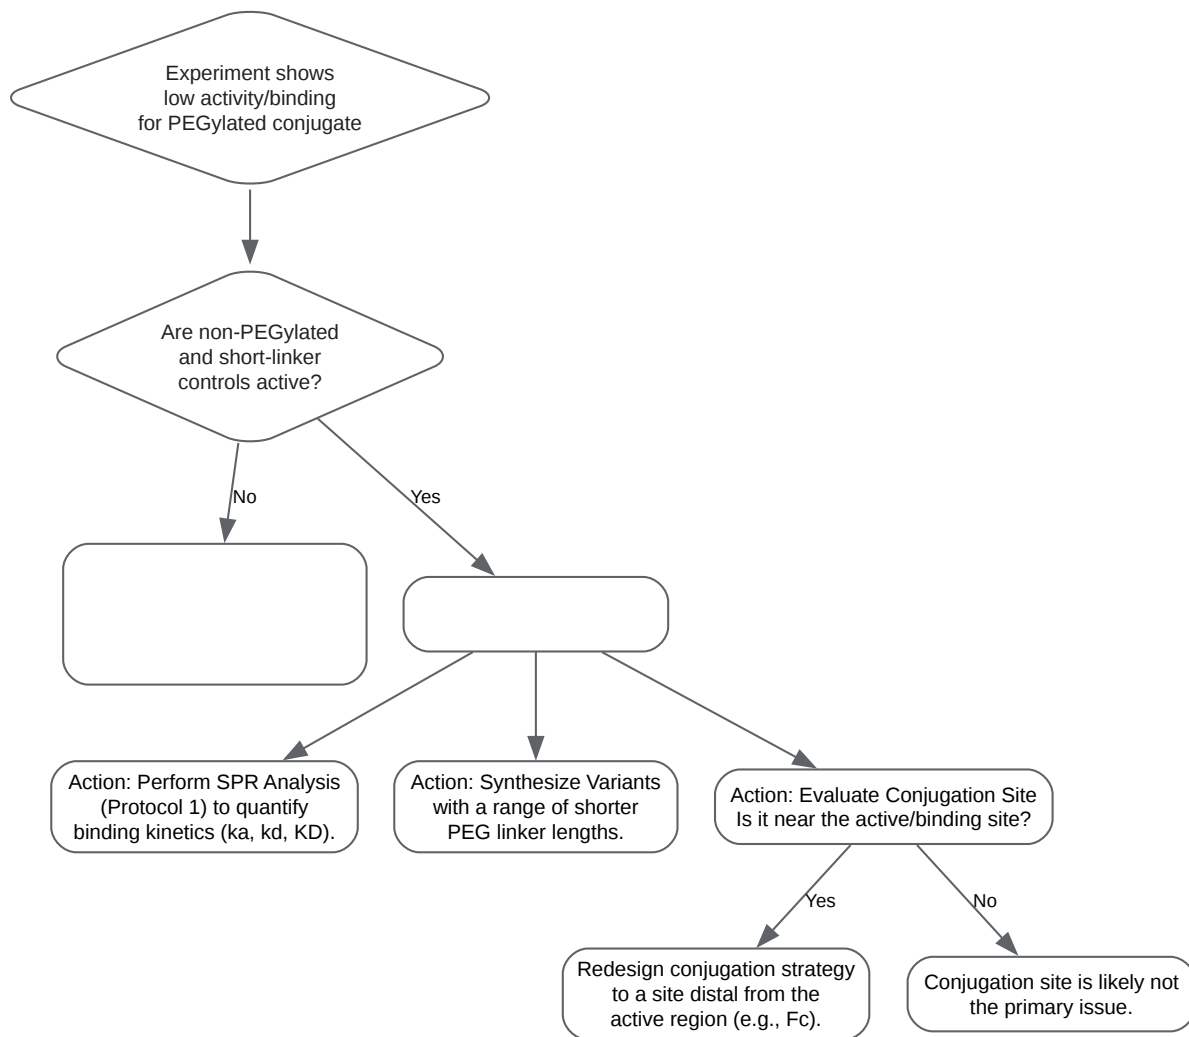 Experiment shows
low activity/binding
for PEGylated conjugate
Are non-PEGylated
and short-linker
controls active?
No
Yes
Action: Perform SPR Analysis
(Protocol 1) to quantify
binding kinetics (ka, kd, KD).
Action: Synthesize Variants
with a range of shorter
PEG linker lengths.
Action: Evaluate Conjugation Site
Is it near the active/binding site?
Yes
No
Redesign conjugation strategy
to a site distal from the
active region (e.g., Fc).
Conjugation site is likely not
the primary issue.